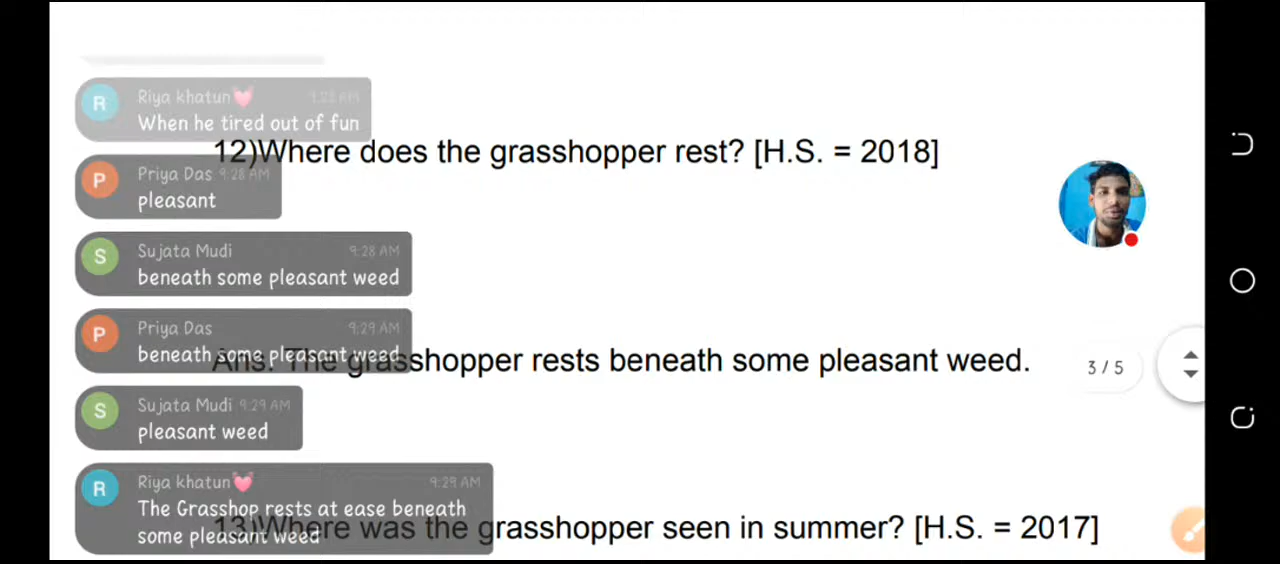 Riya khatun💓 9:28 AM
When he tired out of fun
12)Where does the grasshopper rest? [H.S. = 2018]
Priya Das 9:28 AM
pleasant
Sujata Mudi 9:28 AM
beneath some pleasant weed
Priya Das 9:29 AM
beneath some pleasant weed
Ans. The grasshopper rests beneath some pleasant weed.
3 / 5
Sujata Mudi 9:29 AM
pleasant weed
Riya khatun💓 9:29 AM
The Grasshop rests at ease beneath
some pleasant weed
13)Where was the grasshopper seen in summer? [H.S. = 2017]
R
P
S
P
S
R